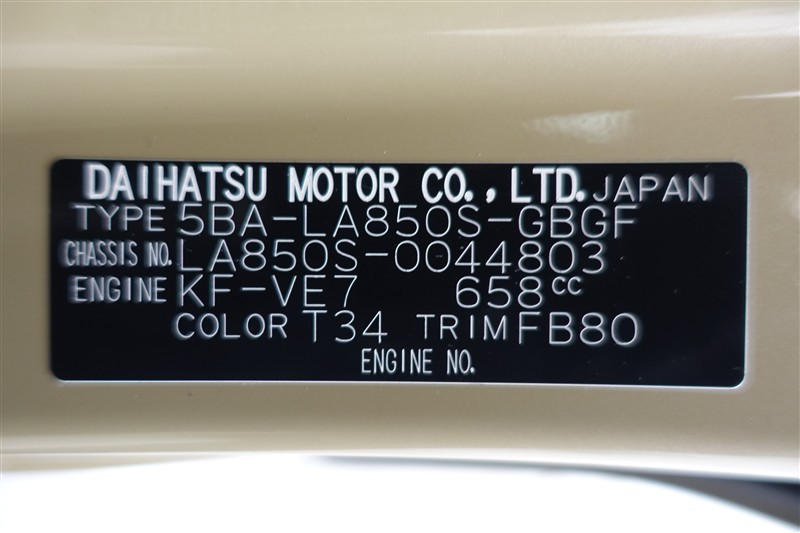 DAIHATSU MOTOR CO., LTD. JAPAN
TYPE 5BA-LA850S-GBGF
CHASSIS NO. LA850S-0044803
ENGINE KF-VE7 658cc
COLOR T34 TRIM FB80
ENGINE NO.